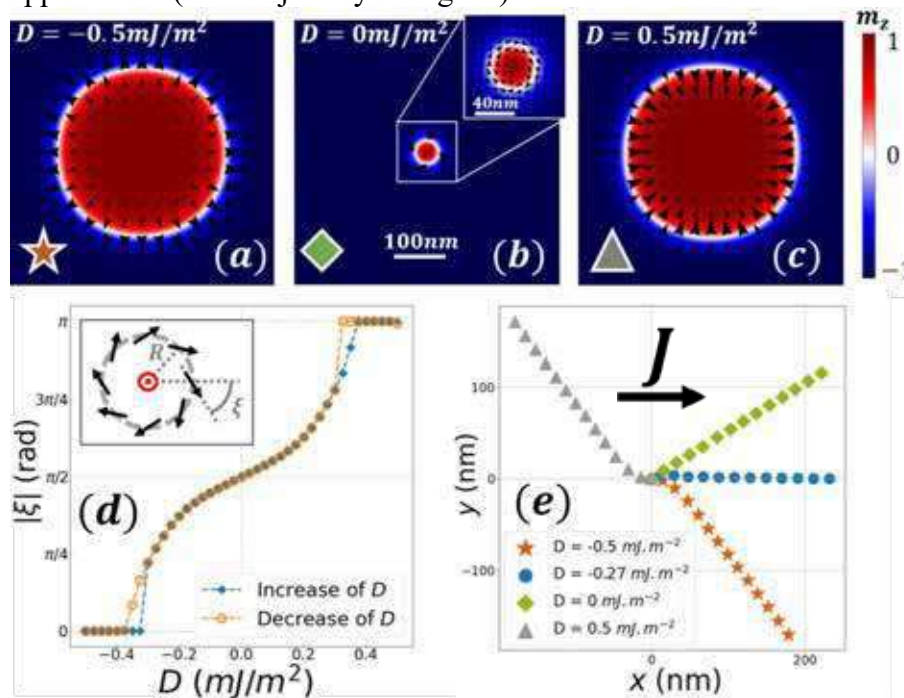 D = −0.5mJ/m²
D = 0mJ/m²
D = 0.5mJ/m²
m_z
40nm
100nm
(a)
(b)
(c)
1
0
π
3π/4
π/2
π/4
0
|ξ| (rad)
R
ξ
(d)
Increase of D
Decrease of D
−0.4
−0.2
0.0
0.2
0.4
D (mJ/m²)
J
100
0
−100
y (nm)
(e)
D = -0.5 mJ.m⁻²
D = -0.27 mJ.m⁻²
D = 0 mJ.m⁻²
D = 0.5 mJ.m⁻²
0
200
x (nm)